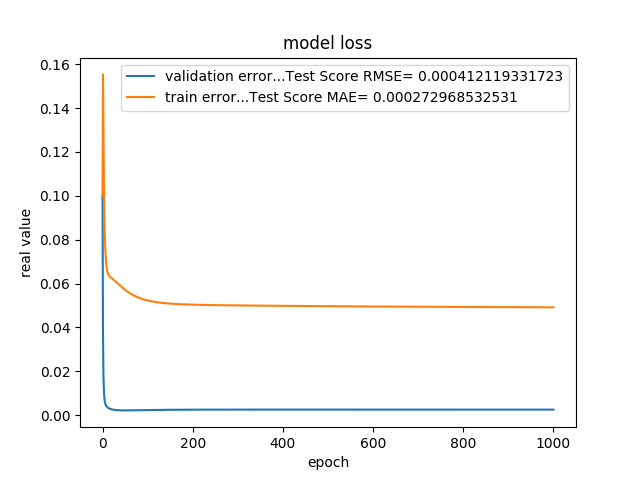 model loss
validation error...Test Score RMSE= 0.000412119331723
train error...Test Score MAE= 0.000272968532531
0.16
0.14
0.12
0.10
0.08
0.06
0.04
0.02
0.00
real value
0 200 400 600 800 1000
epoch